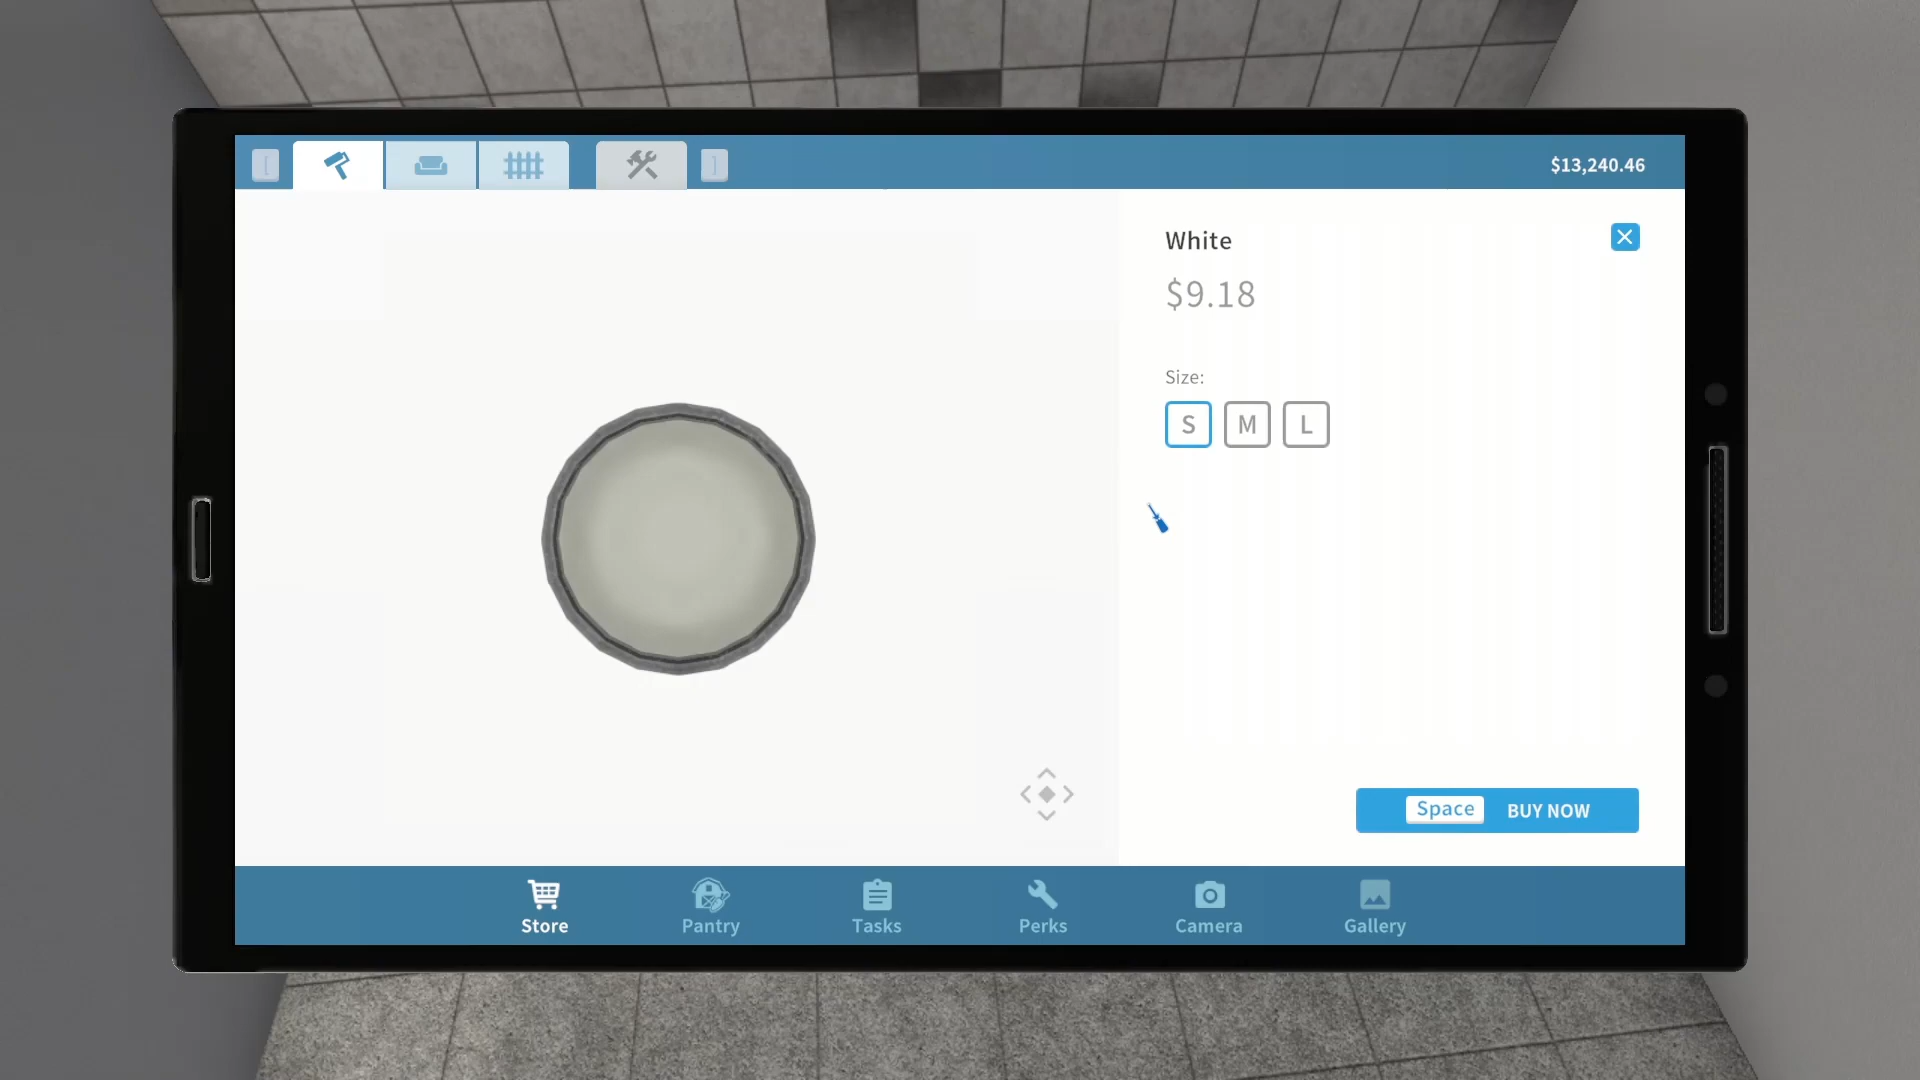 [
]
$13,240.46
White
$9.18
Size:
S M L
Space BUY NOW
Store Pantry Tasks Perks Camera Gallery